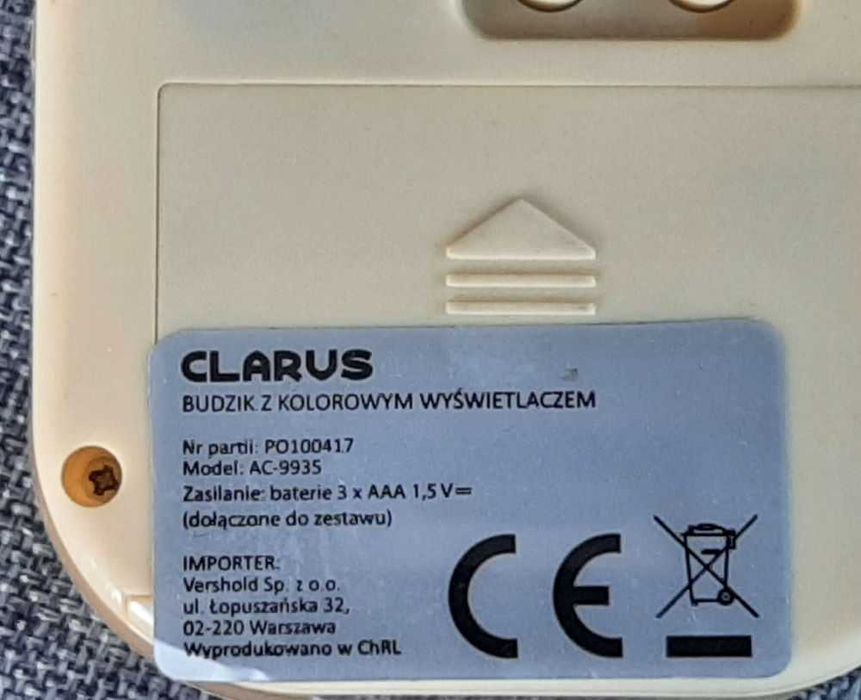 CLARUS
BUDZIK Z KOLOROWYM WYŚWIETLACZEM
Nr partii: PO100417
Model: AC-9935
Zasilanie: baterie 3 x AAA 1,5 V⎓
(dołączone do zestawu)
IMPORTER:
Vershold Sp. z o.o.
ul. Łopuszańska 32,
02-220 Warszawa
Wyprodukowano w ChRL
CE